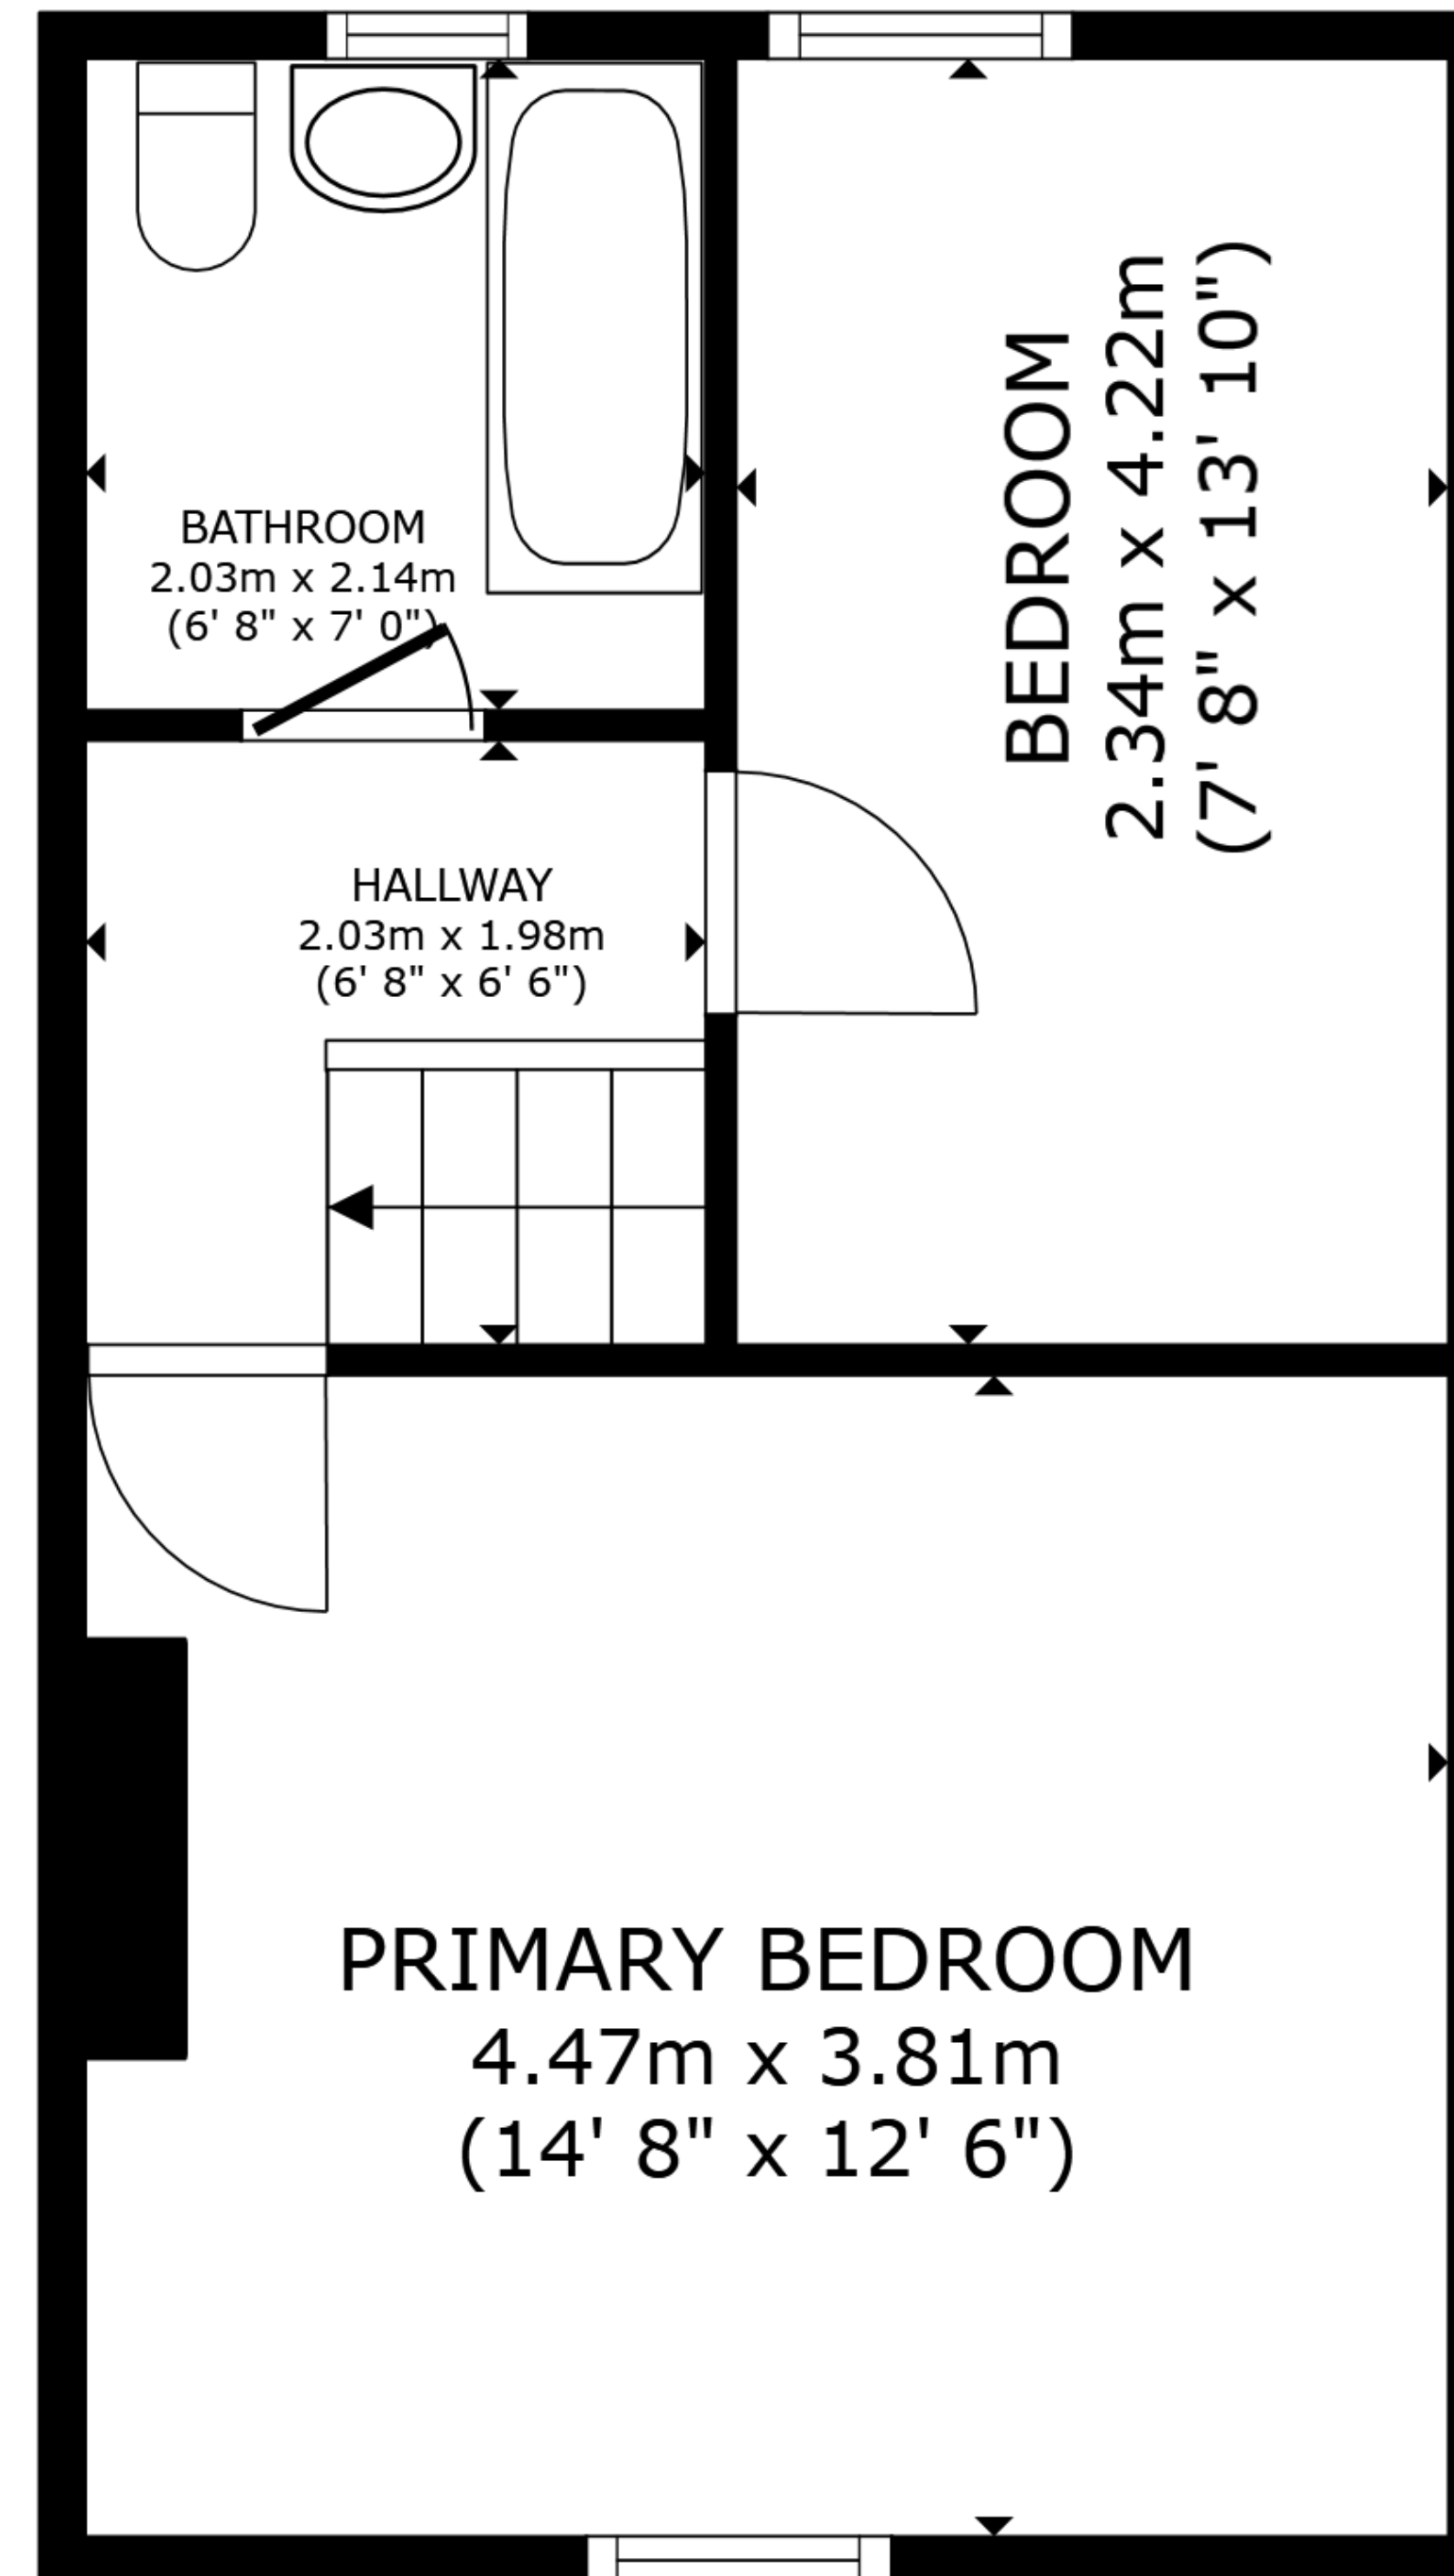 BATHROOM
2.03m x 2.14m
(6' 8" x 7' 0")
BEDROOM
2.34m x 4.22m
(7' 8" x 13' 10")
HALLWAY
2.03m x 1.98m
(6' 8" x 6' 6")
PRIMARY BEDROOM
4.47m x 3.81m
(14' 8" x 12' 6")